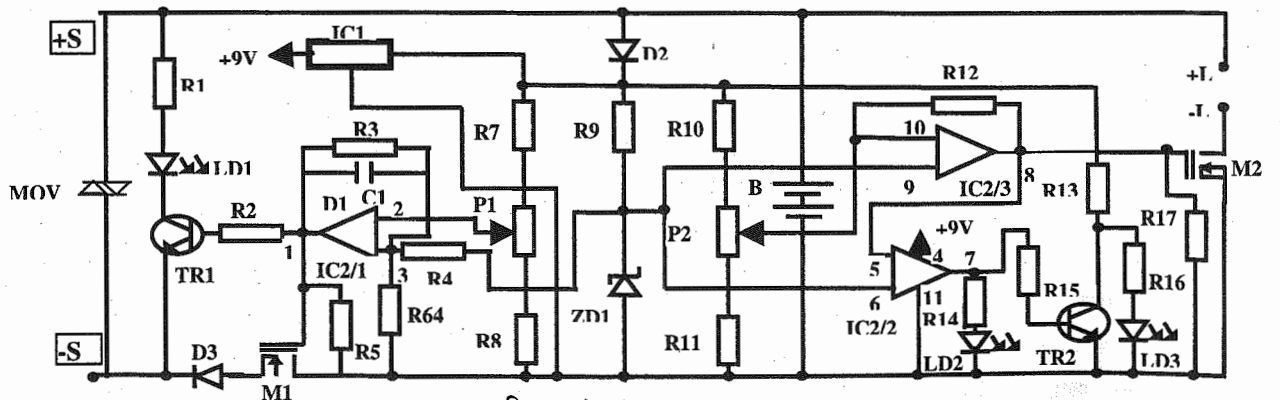 +S
IC1
+9V
D2
+L
R1
R12
-L
R3
R7
R9
R10
10
LD1
C1
MOV
D1
2
P1
B
9
IC2/3
8
M2
R13
R2
R17
P2
1
IC2/1
+9V
TR1
3
R4
5
4
7
R16
6
11
R15
R64
ZD1
IC2/2
R14
-S
R5
R8
R11
D3
LD2
TR2
LD3
M1